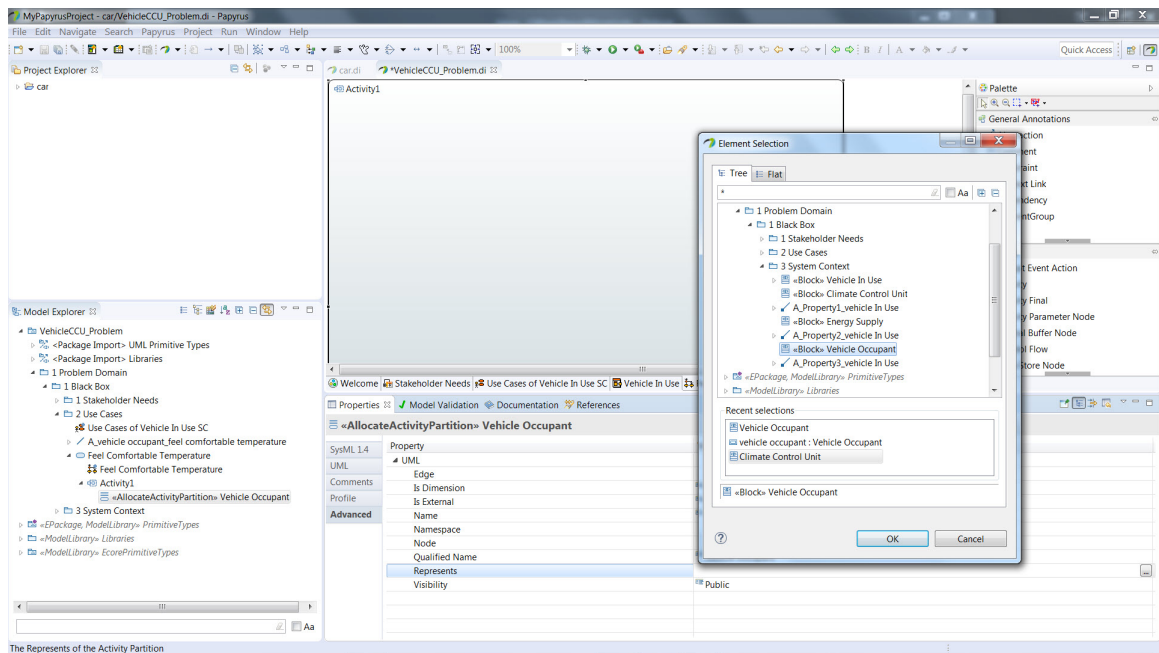 MyPapyrusProject - car/VehicleCCU_Problem.di - Papyrus
File Edit Navigate Search Papyrus Project Run Window Help
100%
B I A
Quick Access
Project Explorer
car
car.di *VehicleCCU_Problem.di
Activity1
Palette
General Annotations
ction
ent
aint
xt Link
dency
ntGroup
t Event Action
y
y Final
y Parameter Node
l Buffer Node
ol Flow
Store Node
Element Selection
Tree Flat
* Aa
1 Problem Domain
1 Black Box
1 Stakeholder Needs
2 Use Cases
3 System Context
«Block» Vehicle In Use
«Block» Climate Control Unit
A_Property1_vehicle In Use
«Block» Energy Supply
A_Property2_vehicle In Use
«Block» Vehicle Occupant
A_Property3_vehicle In Use
«EPackage, ModelLibrary» PrimitiveTypes
«ModelLibrary» Libraries
Recent selections
Vehicle Occupant
vehicle occupant : Vehicle Occupant
Climate Control Unit
«Block» Vehicle Occupant
OK Cancel
Model Explorer
VehicleCCU_Problem
<Package Import> UML Primitive Types
<Package Import> Libraries
1 Problem Domain
1 Black Box
1 Stakeholder Needs
2 Use Cases
Use Cases of Vehicle In Use SC
A_vehicle occupant_feel comfortable temperature
Feel Comfortable Temperature
Feel Comfortable Temperature
Activity1
«AllocateActivityPartition» Vehicle Occupant
3 System Context
«EPackage, ModelLibrary» PrimitiveTypes
«ModelLibrary» Libraries
«ModelLibrary» EcorePrimitiveTypes
Aa
Welcome Stakeholder Needs Use Cases of Vehicle In Use SC Vehicle In Use
Properties Model Validation Documentation References
«AllocateActivityPartition» Vehicle Occupant
SysML 1.4
UML
Comments
Profile
Advanced
Property
UML
Edge
Is Dimension
Is External
Name
Namespace
Node
Qualified Name
Represents
Visibility Public
The Represents of the Activity Partition